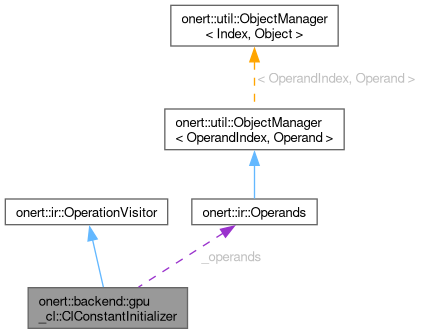 onert::util::ObjectManager
< Index, Object >
< OperandIndex, Operand >
onert::util::ObjectManager
< OperandIndex, Operand >
onert::ir::OperationVisitor
onert::ir::Operands
_operands
onert::backend::gpu
_cl::ClConstantInitializer